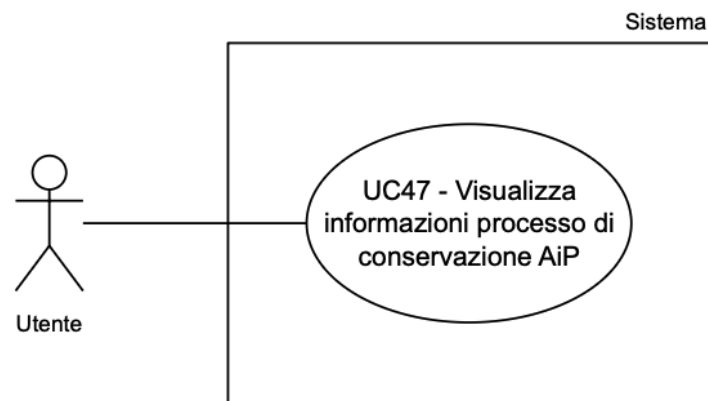 Sistema
UC47 - Visualizza
informazioni processo di
conservazione AiP
Utente